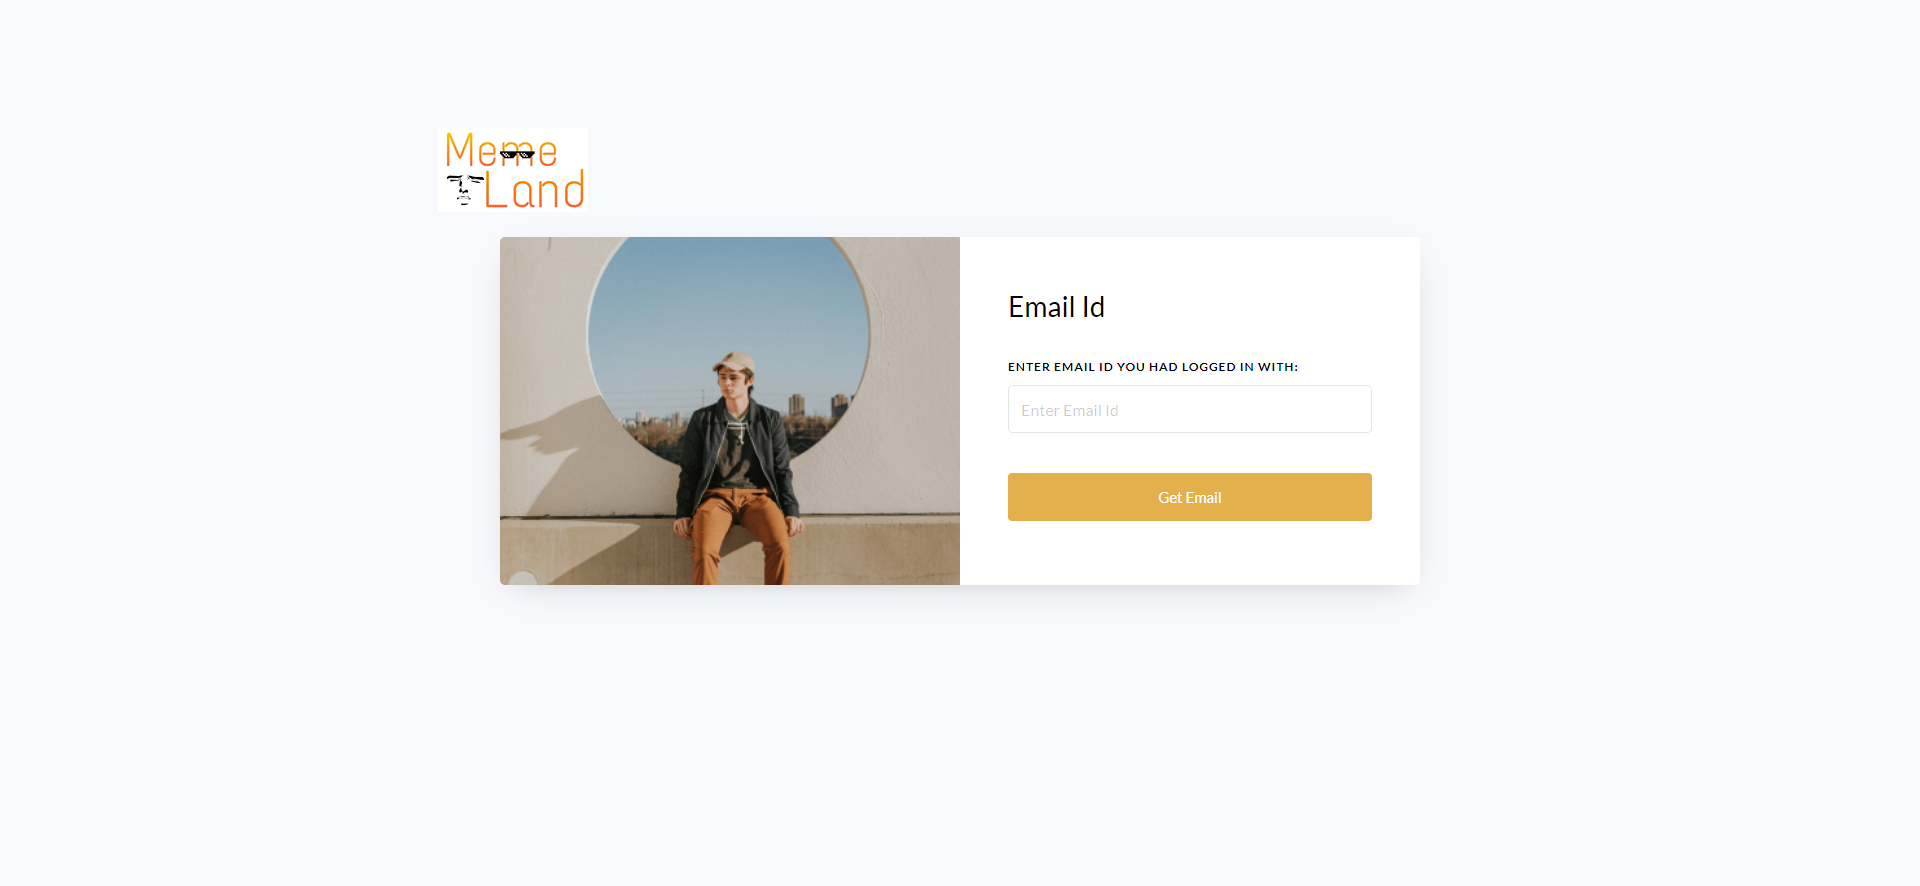 Meme
Land
Email Id
ENTER EMAIL ID YOU HAD LOGGED IN WITH:
Enter Email Id
Get Email